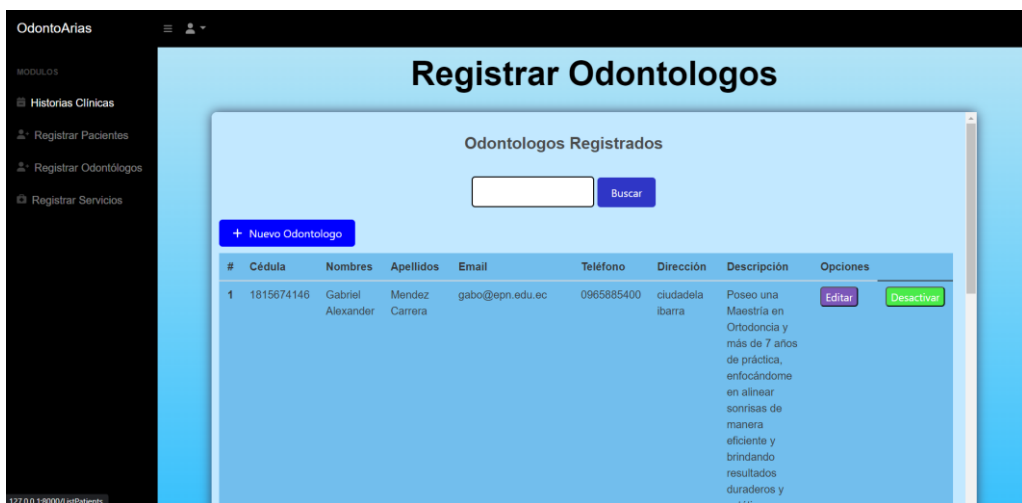 OdontoArias
MODULOS
Historias Clínicas
Registrar Pacientes
Registrar Odontólogos
Registrar Servicios
127.0.0.1:8000/ListPatients
Registrar Odontologos
Odontologos Registrados
Buscar
+ Nuevo Odontologo
# Cédula Nombres Apellidos Email Teléfono Dirección Descripción Opciones
1 1815674146 Gabriel Mendez gabo@epn.edu.ec 0965885400 ciudadela Poseo una Editar Desactivar
Alexander Carrera ibarra Maestría en
Ortodoncia y
más de 7 años
de práctica,
enfocándome
en alinear
sonrisas de
manera
eficiente y
brindando
resultados
duraderos y